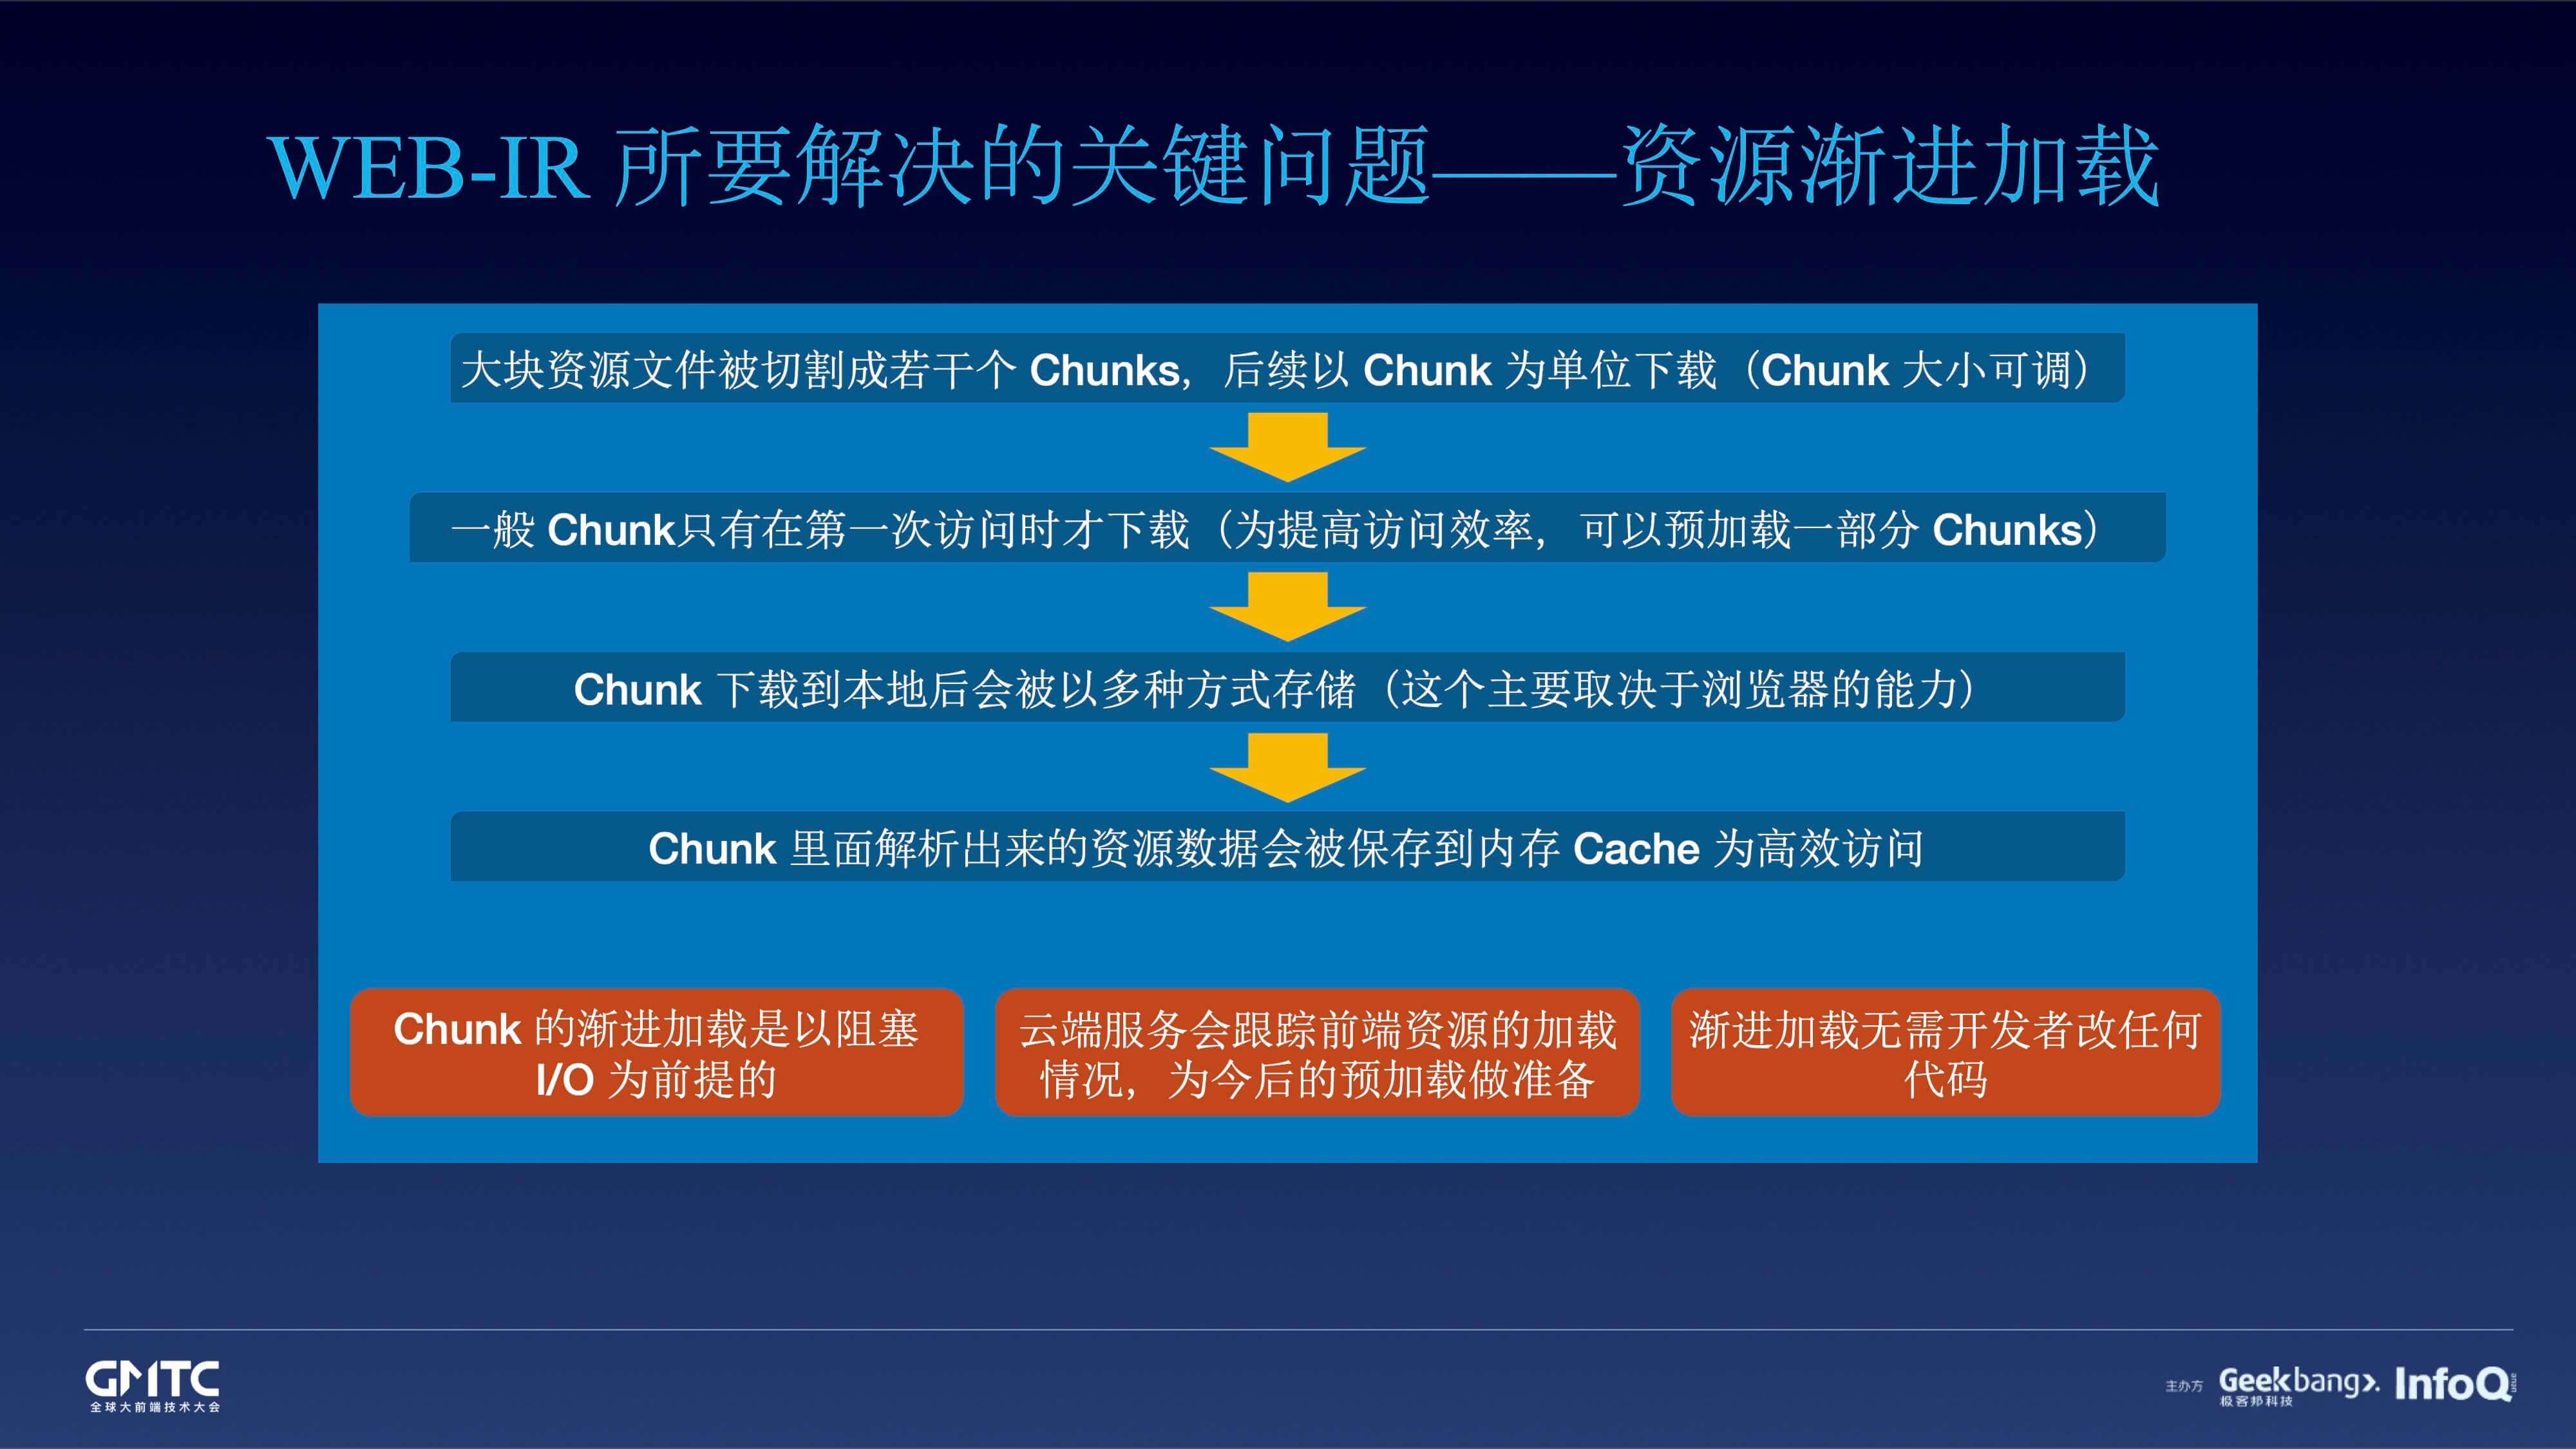 WEB-IR 所要解决的关键问题——资源渐进加载
大块资源文件被切割成若干个 Chunks，后续以 Chunk 为单位下载（Chunk 大小可调）
一般 Chunk只有在第一次访问时才下载（为提高访问效率，可以预加载一部分 Chunks）
Chunk 下载到本地后会被以多种方式存储（这个主要取决于浏览器的能力）
Chunk 里面解析出来的资源数据会被保存到内存 Cache 为高效访问
Chunk 的渐进加载是以阻塞
I/O 为前提的
云端服务会跟踪前端资源的加载
情况，为今后的预加载做准备
渐进加载无需开发者改任何
代码
GMTC
全球大前端技术大会
主办方
Geekbang>.
极客邦科技
InfoQ